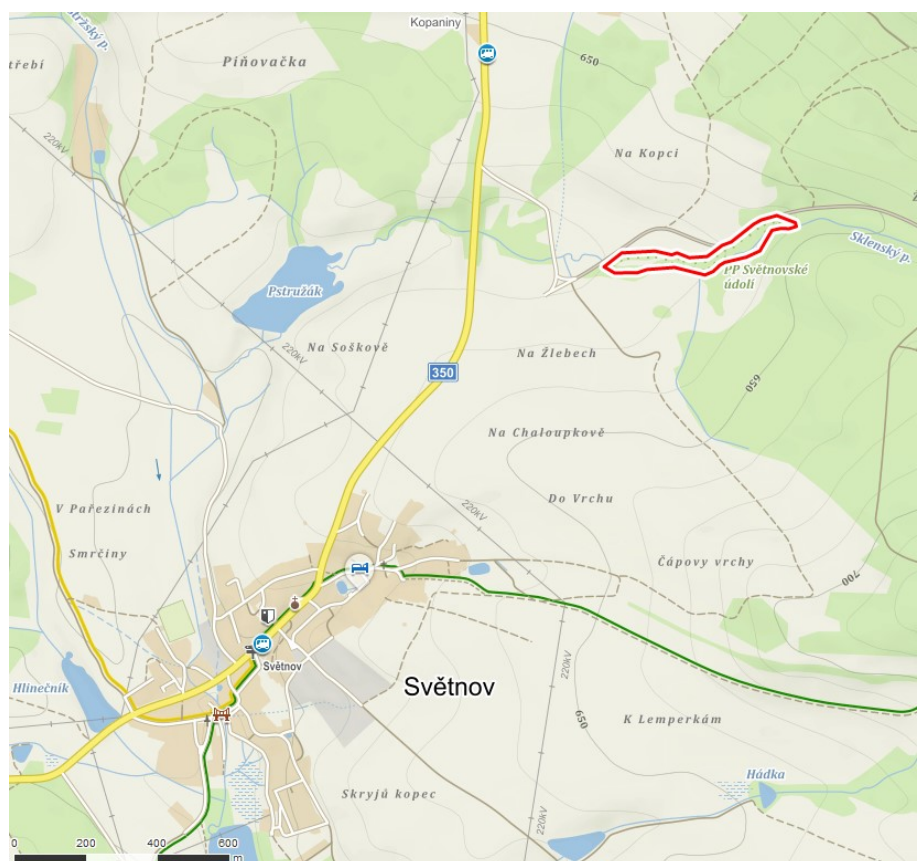 Kopaniny
Piňovačka
220kV
650
Na Kopci
Sklenský p.
PP Světnovské
údolí
Pstružák
220kV
Na Soškově
Na Žlebech
350
650
Na Chaloupkově
Do Vrchu
220kV
V Pařezinách
Smrčiny
Čápovy vrchy
700
Světnov
Hlinečník
Světnov
220kV
650
K Lemperkám
Hádka
Skryjů kopec
220kV
0 200 400 600
m